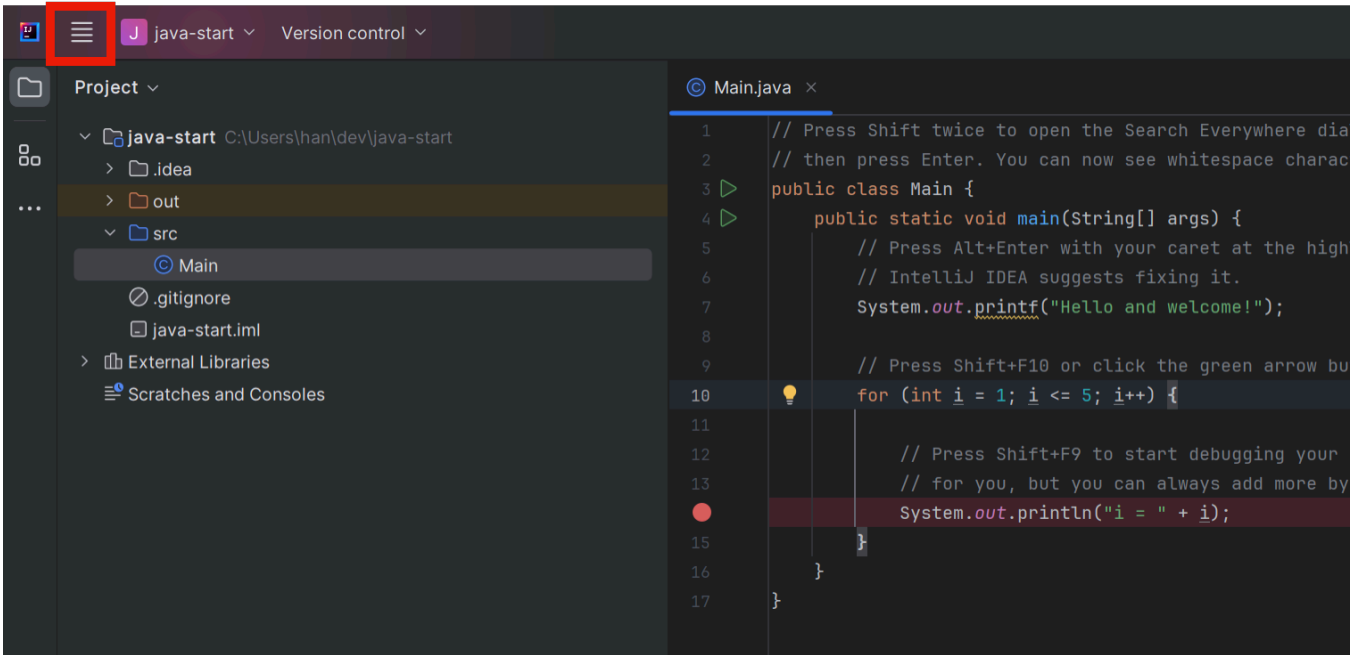 IJ
J java-start Version control
Project
java-start C:\Users\han\dev\java-start
.idea
out
src
C Main
.gitignore
java-start.iml
External Libraries
Scratches and Consoles
C Main.java ×
1 // Press Shift twice to open the Search Everywhere dia
2 // then press Enter. You can now see whitespace charac
3 public class Main {
4 public static void main(String[] args) {
5 // Press Alt+Enter with your caret at the high
6 // IntelliJ IDEA suggests fixing it.
7 System.out.printf("Hello and welcome!");
8
9 // Press Shift+F10 or click the green arrow bu
10 for (int i = 1; i <= 5; i++) {
11
12 // Press Shift+F9 to start debugging your
13 // for you, but you can always add more by
System.out.println("i = " + i);
15 }
16 }
17 }